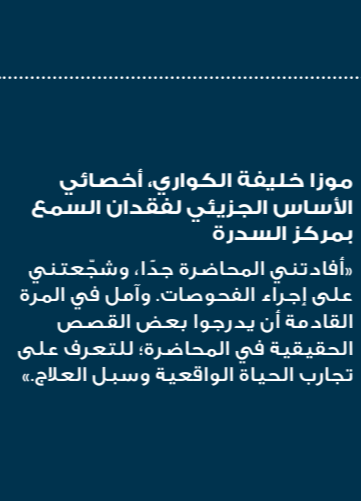 موزا خليفة الكواري، أخصائي
الأساس الجزيئي لفقدان السمع
بمركز السدرة
«أفادتني المحاضرة جدًا، وشجّعتني
على إجراء الفحوصات. وآمل في المرة
القادمة أن يدرجوا بعض القصص
الحقيقية في المحاضرة؛ للتعرف على
تجارب الحياة الواقعية وسبل العلاج.»